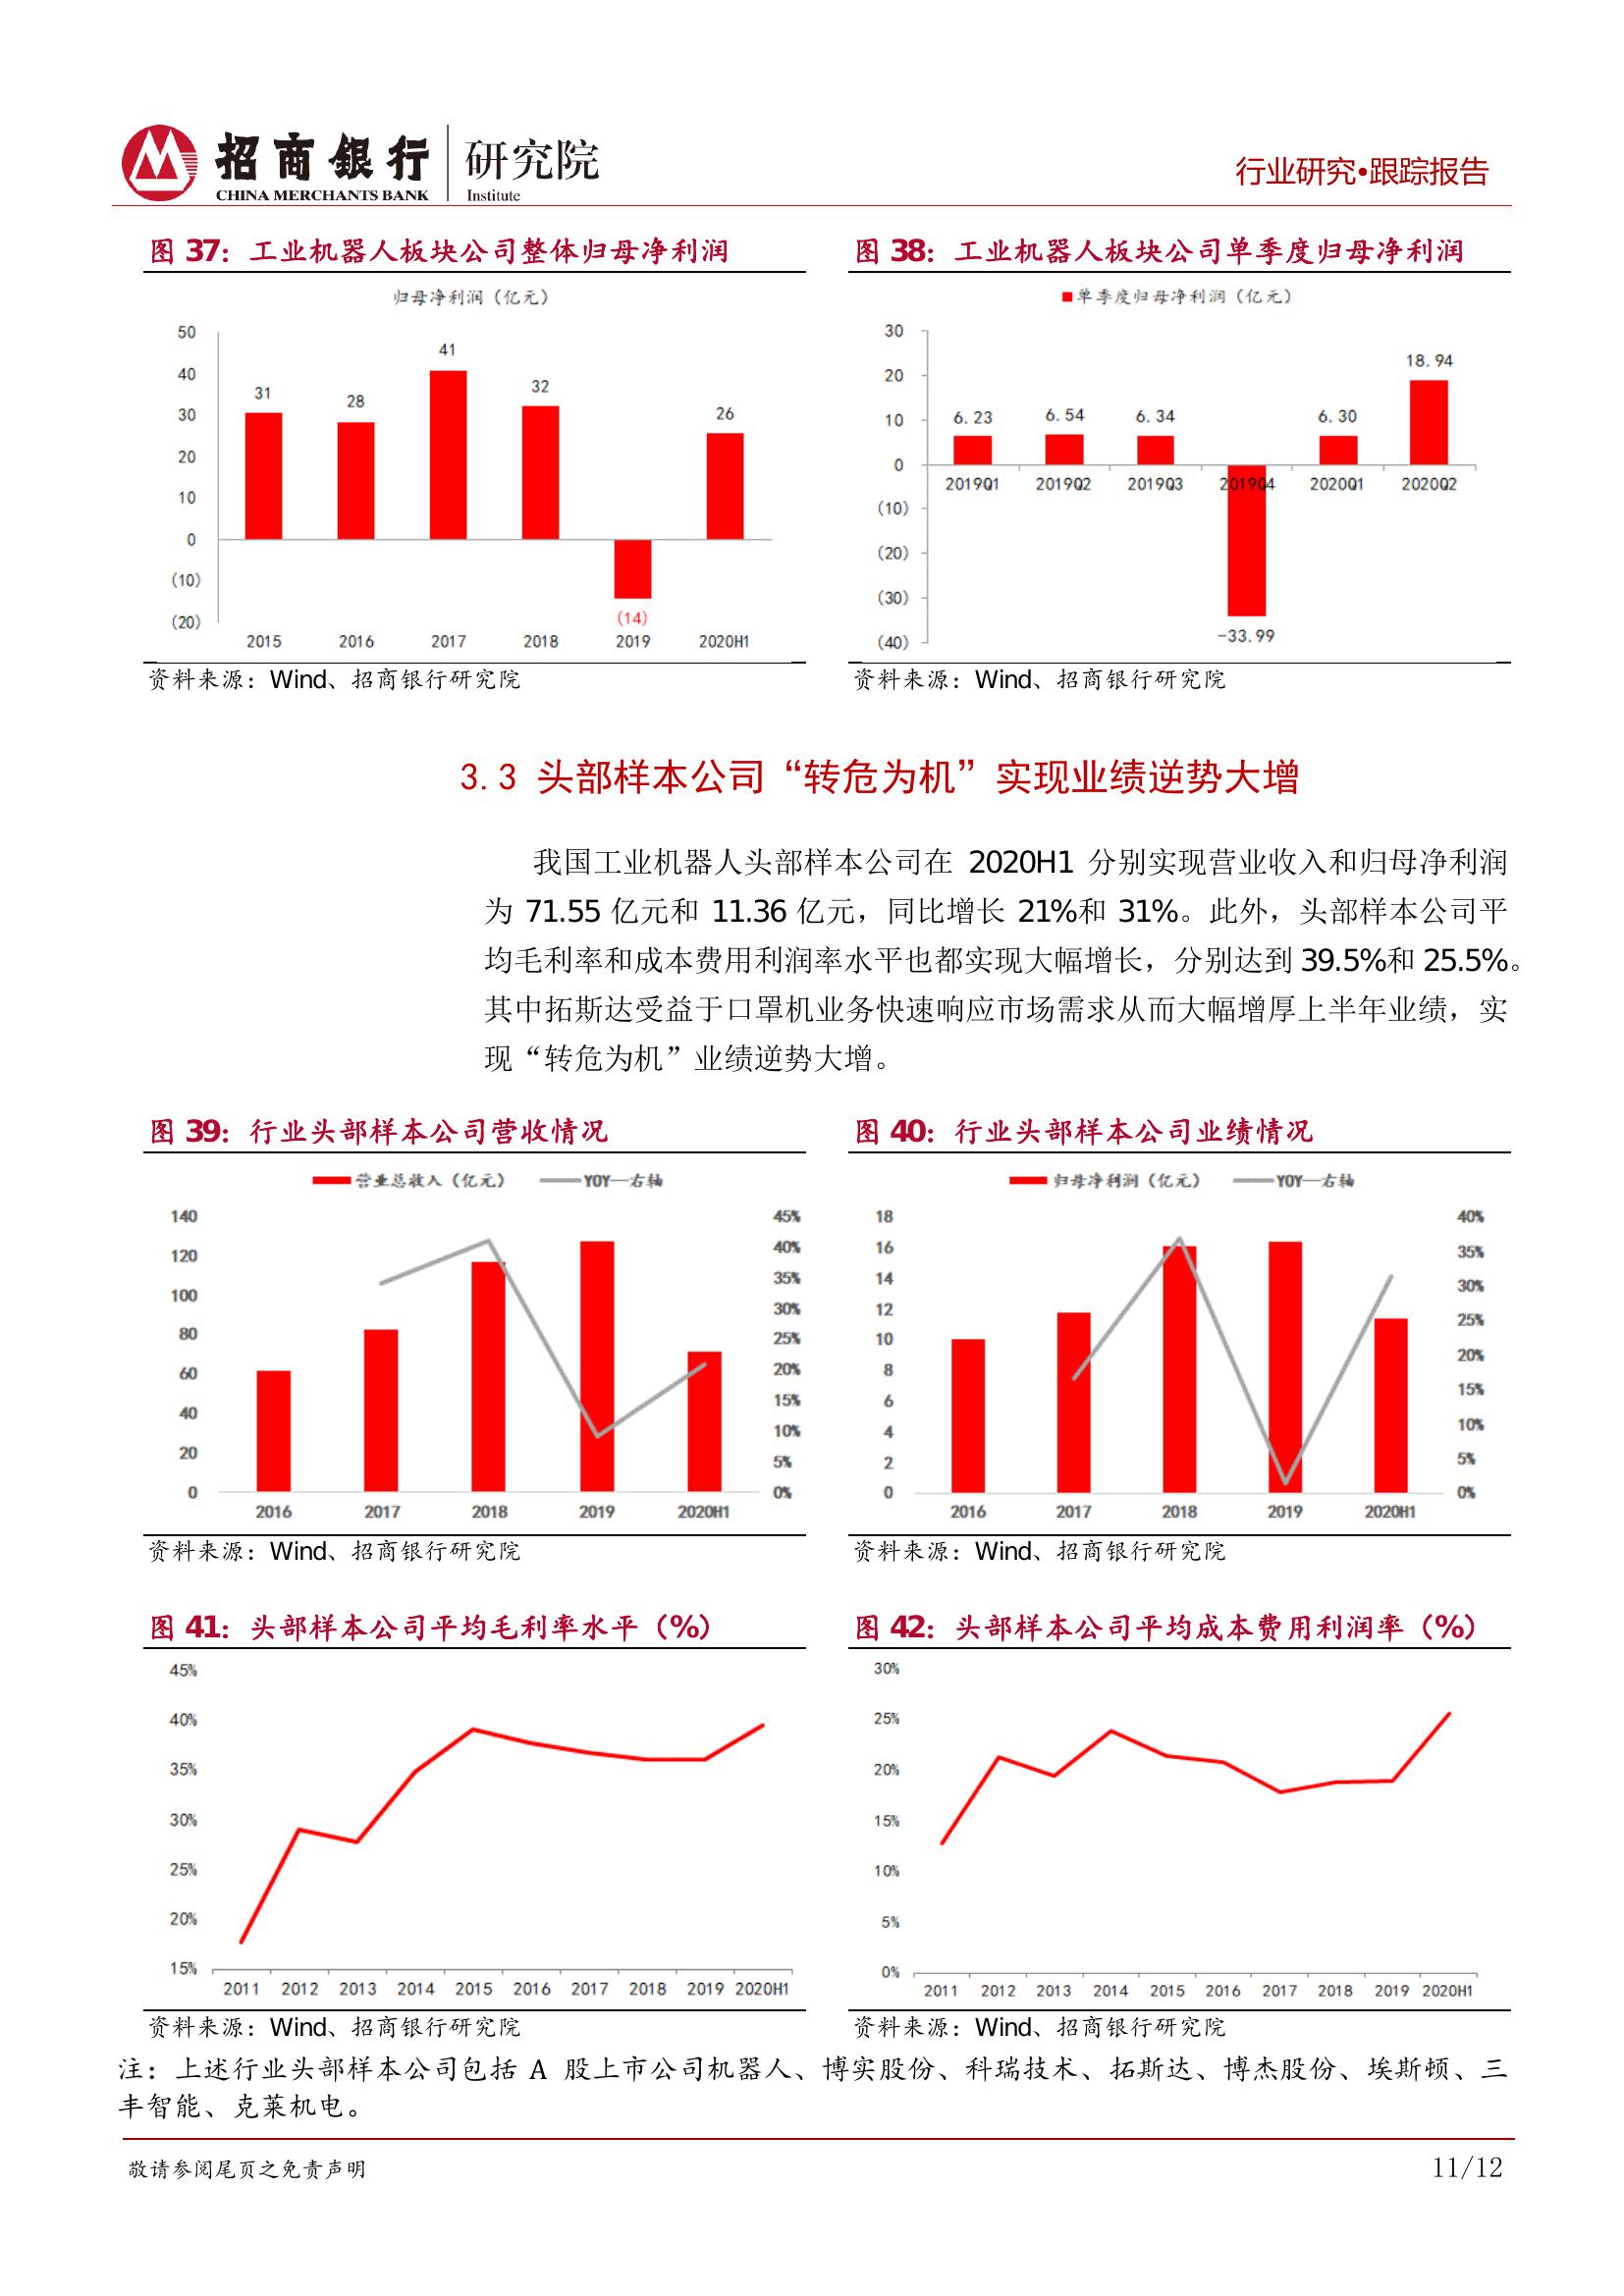 招商银行 研究院
CHINA MERCHANTS BANK Institute
行业研究•跟踪报告
图 37：工业机器人板块公司整体归母净利润
归母净利润（亿元）
50
40
30
20
10
0
(10)
(20)
31
28
41
32
(14)
26
2015 2016 2017 2018 2019 2020H1
资料来源：Wind、招商银行研究院
图 38：工业机器人板块公司单季度归母净利润
单季度归母净利润（亿元）
30
20
10
0
(10)
(20)
(30)
(40)
6.23
6.54
6.34
-33.99
6.30
18.94
2019Q1 2019Q2 2019Q3 2019Q4 2020Q1 2020Q2
资料来源：Wind、招商银行研究院
3.3 头部样本公司“转危为机”实现业绩逆势大增
我国工业机器人头部样本公司在 2020H1 分别实现营业收入和归母净利润
为 71.55 亿元和 11.36 亿元，同比增长 21%和 31%。此外，头部样本公司平
均毛利率和成本费用利润率水平也都实现大幅增长，分别达到 39.5%和 25.5%。
其中拓斯达受益于口罩机业务快速响应市场需求从而大幅增厚上半年业绩，实
现“转危为机”业绩逆势大增。
图 39：行业头部样本公司营收情况
营业总收入（亿元） YOY—右轴
140
120
100
80
60
40
20
0
45%
40%
35%
30%
25%
20%
15%
10%
5%
0%
2016 2017 2018 2019 2020H1
资料来源：Wind、招商银行研究院
图 40：行业头部样本公司业绩情况
归母净利润（亿元） YOY—右轴
18
16
14
12
10
8
6
4
2
0
40%
35%
30%
25%
20%
15%
10%
5%
0%
2016 2017 2018 2019 2020H1
资料来源：Wind、招商银行研究院
图 41：头部样本公司平均毛利率水平（%）
45%
40%
35%
30%
25%
20%
15%
2011 2012 2013 2014 2015 2016 2017 2018 2019 2020H1
资料来源：Wind、招商银行研究院
图 42：头部样本公司平均成本费用利润率（%）
30%
25%
20%
15%
10%
5%
0%
2011 2012 2013 2014 2015 2016 2017 2018 2019 2020H1
资料来源：Wind、招商银行研究院
注：上述行业头部样本公司包括 A 股上市公司机器人、博实股份、科瑞技术、拓斯达、博杰股份、埃斯顿、三
丰智能、克莱机电。
敬请参阅尾页之免责声明
11/12